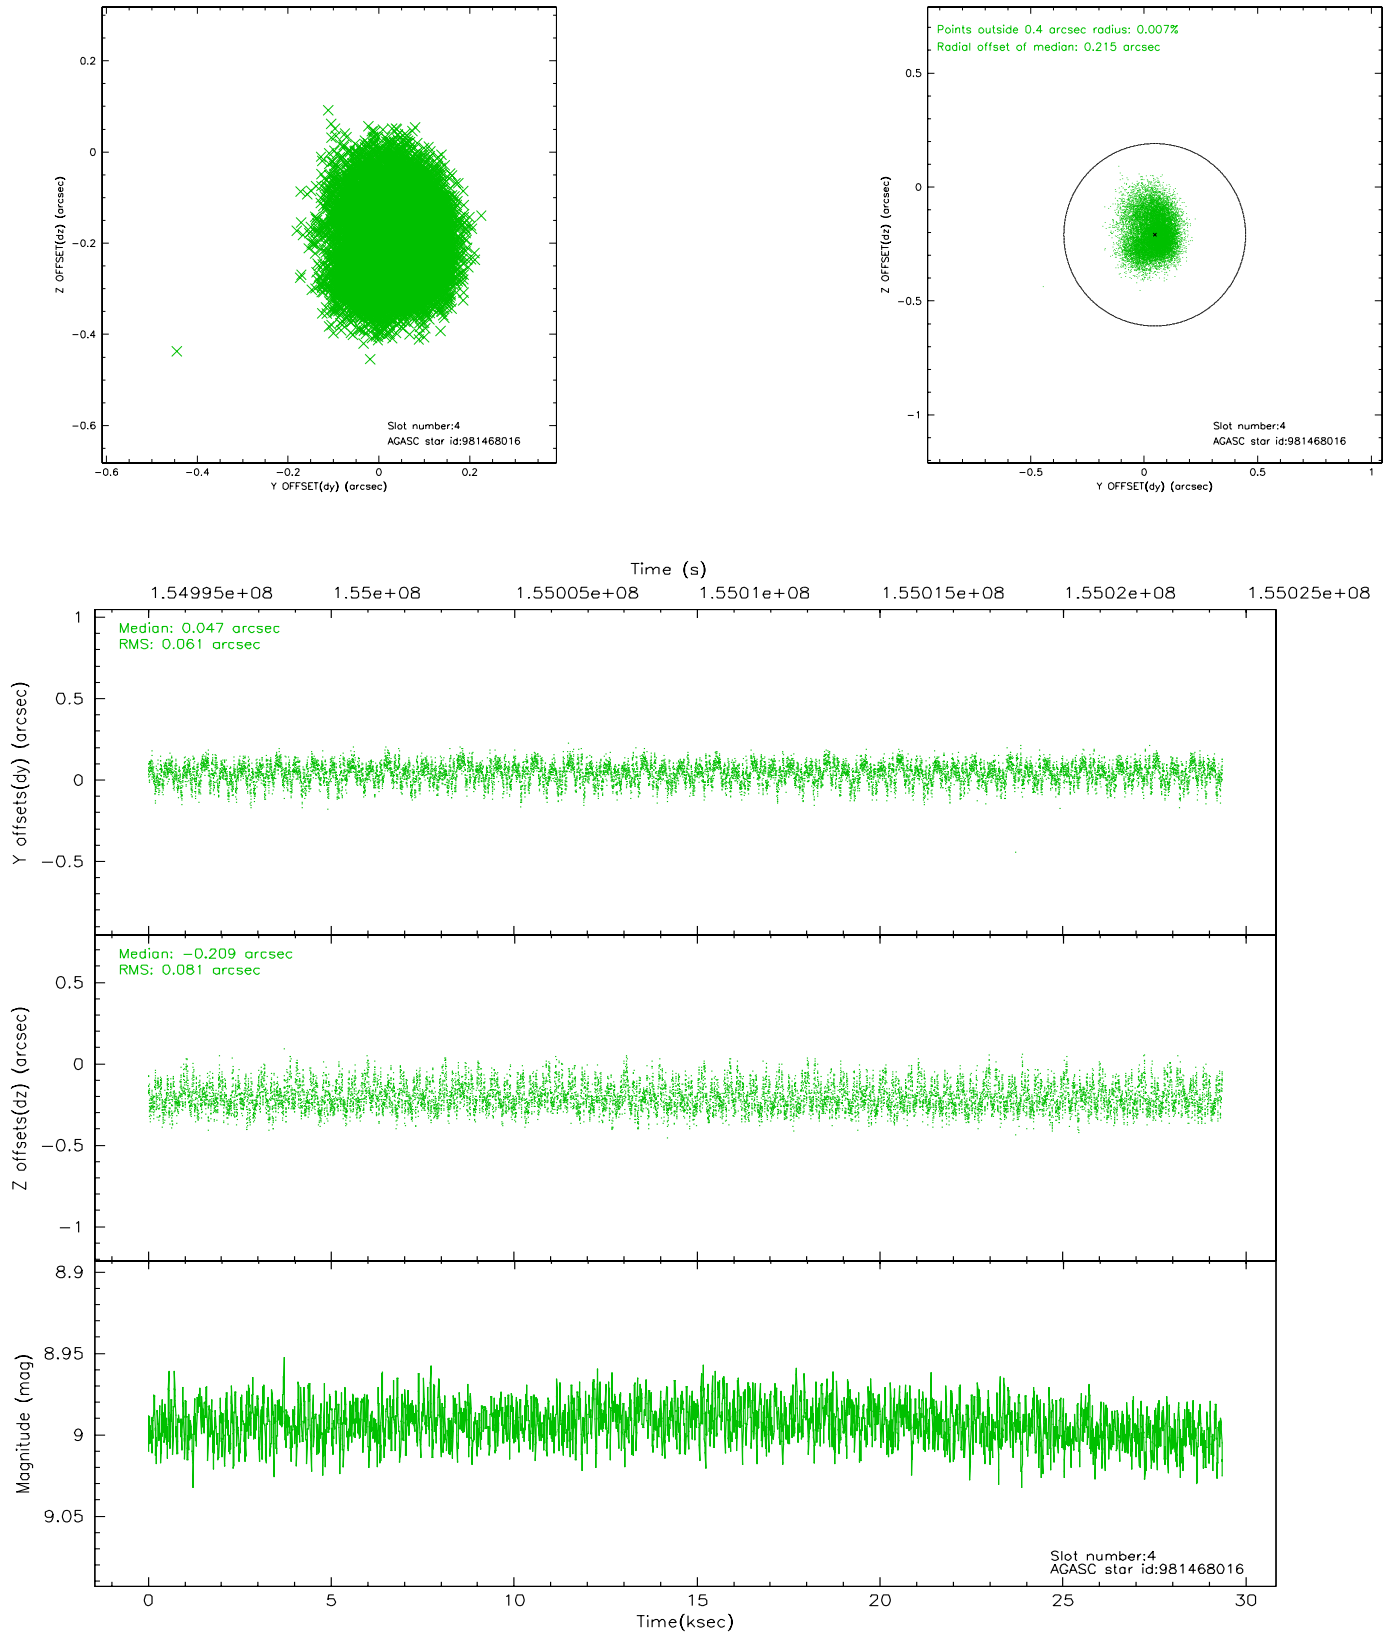 0.2
0
−0.2
−0.4
−0.6
Z OFFSET(dz) (arcsec)
Slot number:4
AGASC star id:981468016
−0.6 −0.4 −0.2 0 0.2
Y OFFSET(dy) (arcsec)
Points outside 0.4 arcsec radius: 0.007%
Radial offset of median: 0.215 arcsec
0.5
0
−0.5
−1
Z OFFSET(dz) (arcsec)
Slot number:4
AGASC star id:981468016
−0.5 0 0.5 1
Y OFFSET(dy) (arcsec)
Time (s)
1.54995e+08 1.55e+08 1.55005e+08 1.5501e+08 1.55015e+08 1.5502e+08 1.55025e+08
Median: 0.047 arcsec
RMS: 0.061 arcsec
1
0.5
0
−0.5
Y offsets(dy) (arcsec)
Median: −0.209 arcsec
RMS: 0.081 arcsec
0.5
0
−0.5
−1
Z offsets(dz) (arcsec)
8.9
8.95
9
9.05
Magnitude (mag)
Slot number:4
AGASC star id:981468016
0 5 10 15 20 25 30
Time(ksec)